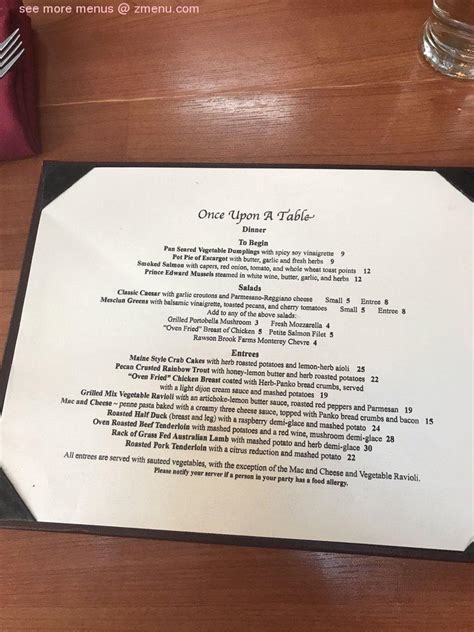 see more menus @ zmenu.com
Once Upon A Table
Dinner
To Begin
Pan Seared Vegetable Dumplings with spicy soy vinaigrette 9
Pot Pie of Escargot with butter, garlic and fresh herbs 9
Smoked Salmon with capers, red onion, tomato, and whole wheat toast points 12
Prince Edward Mussels steamed in white wine, butter, garlic, and herbs 12
Salads
Classic Caesar with garlic croutons and Parmesano-Reggiano cheese Small 5 Entree 8
Mesclun Greens with balsamic vinaigrette, toasted pecans, and cherry tomatoes Small 5 Entree 8
Add to any of the above salads:
Grilled Portobella Mushroom 3 Fresh Mozzarella 4
"Oven Fried" Breast of Chicken 5 Petite Salmon Filet 5
Rawson Brook Farms Monterey Chevre 4
Entrees
Maine Style Crab Cakes with herb roasted potatoes and lemon-herb aioli 25
Pecan Crusted Rainbow Trout with honey-lemon butter and herb roasted potatoes 22
"Oven Fried" Chicken Breast coated with Herb-Panko bread crumbs, served
with a light dijon cream sauce and mashed potatoes 19
Grilled Mix Vegetable Ravioli with an artichoke-lemon butter sauce, roasted red peppers and Parmesan 19
Mac and Cheese ~ penne pasta baked with a creamy three cheese sauce, topped with Panko bread crumbs and bacon 15
Roasted Half Duck (breast and leg) with a raspberry demi-glace and mashed potato 24
Oven Roasted Beef Tenderloin with mashed potatoes and a red wine, mushroom demi-glace 28
Rack of Grass Fed Australian Lamb with mashed potato and herb demi-glace 30
Roasted Pork Tenderloin with a citrus reduction and mashed potato 22
All entrees are served with sauteed vegetables, with the exception of the Mac and Cheese and Vegetable Ravioli.
Please notify your server if a person in your party has a food allergy.